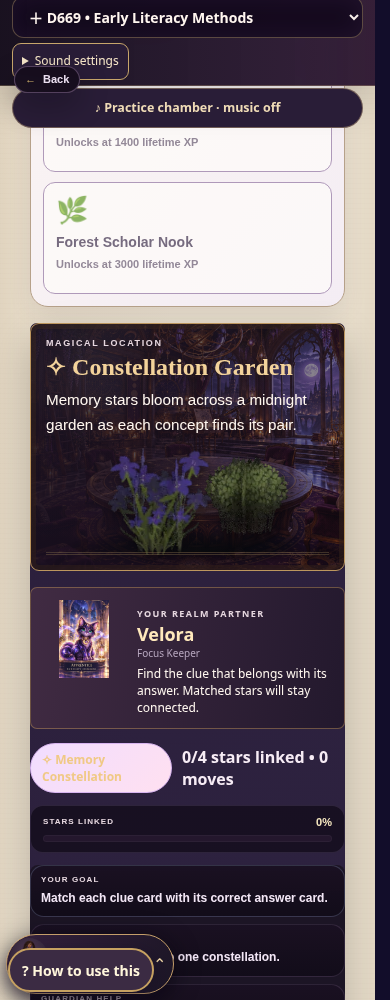 + D669 • Early Literacy Methods
▶ Sound settings
← Back
♪ Practice chamber · music off
Unlocks at 1400 lifetime XP
Forest Scholar Nook
Unlocks at 3000 lifetime XP
MAGICAL LOCATION
✧ Constellation Garden
Memory stars bloom across a midnight
garden as each concept finds its pair.
YOUR REALM PARTNER
Velora
Focus Keeper
Find the clue that belongs with its
answer. Matched stars will stay
connected.
✧ Memory
Constellation
0/4 stars linked • 0
moves
STARS LINKED
0%
YOUR GOAL
Match each clue card with its correct answer card.
one constellation.
? How to use this
GUARDIAN HELP